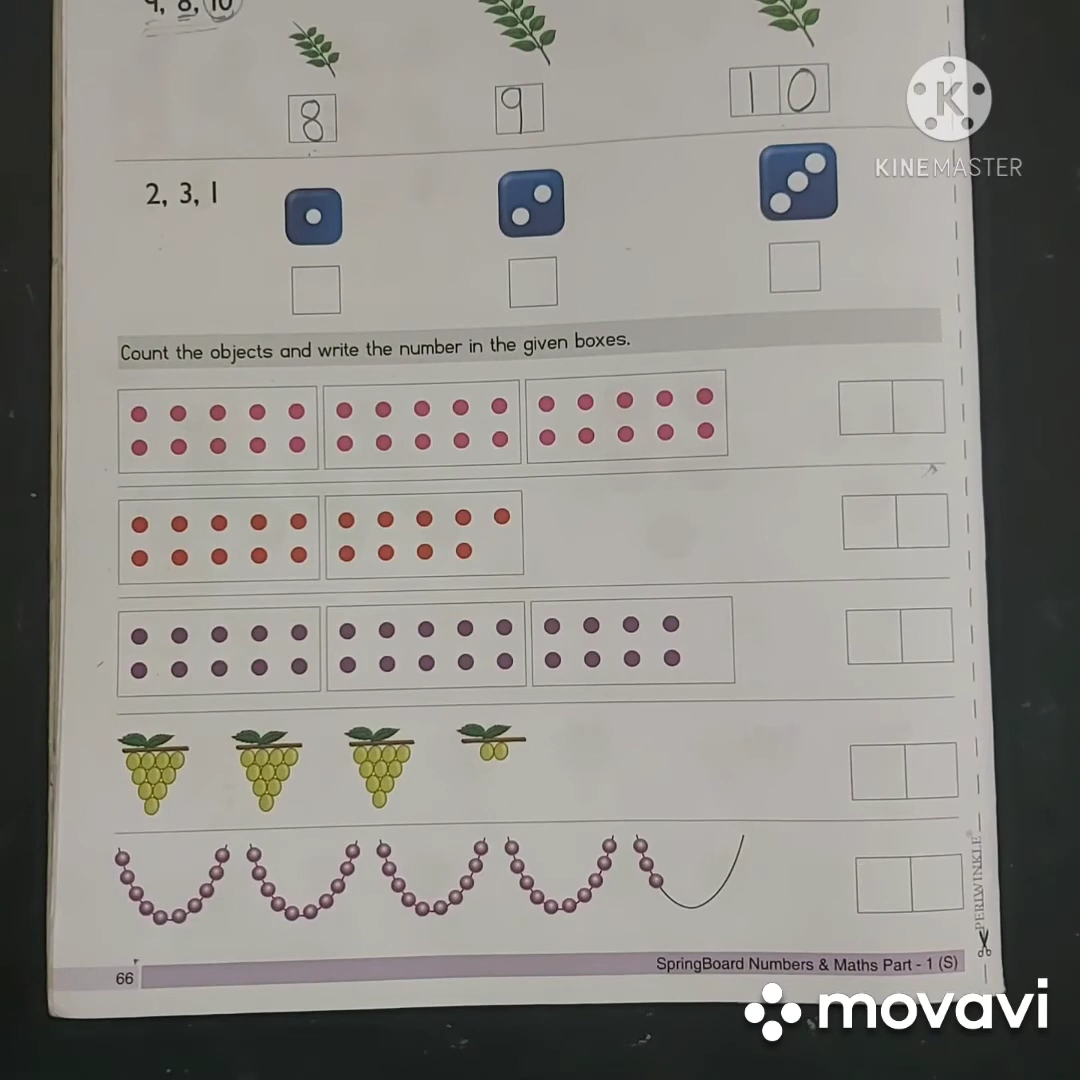 9, 8, 10
8 9 10
K
KINEMASTER
2, 3, 1
Count the objects and write the number in the given boxes.
PERIWINKLE
66
SpringBoard Numbers & Maths Part - 1 (S)
movavi